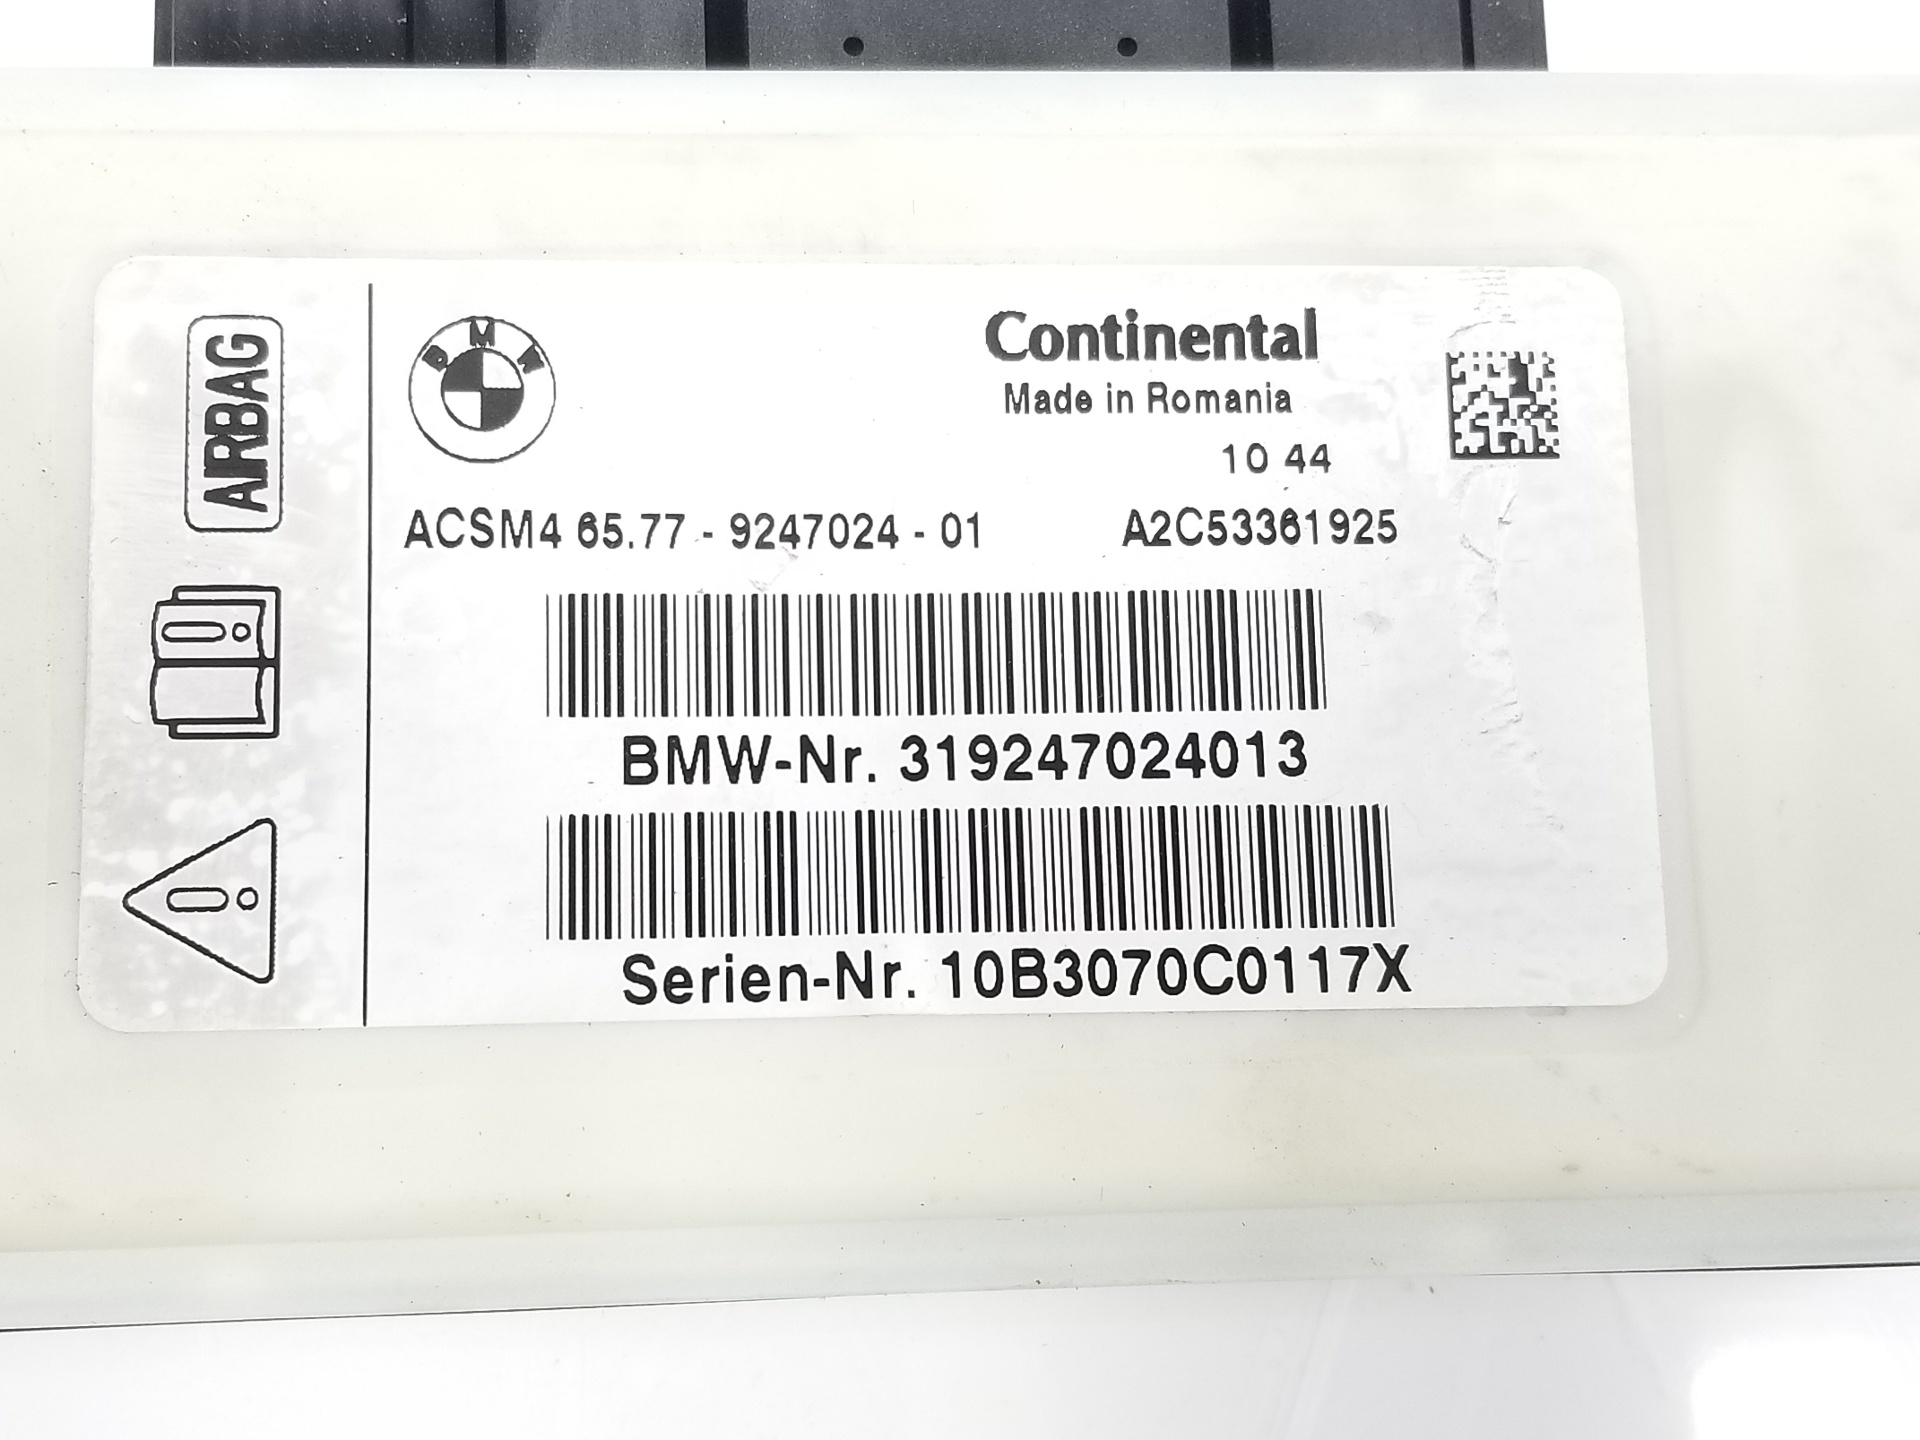 AIRBAG
BMW
Continental
Made in Romania
10 44
ACSM4 65.77 - 9247024 - 01 A2C53361925
BMW-Nr. 319247024013
Serien-Nr. 10B3070C0117X